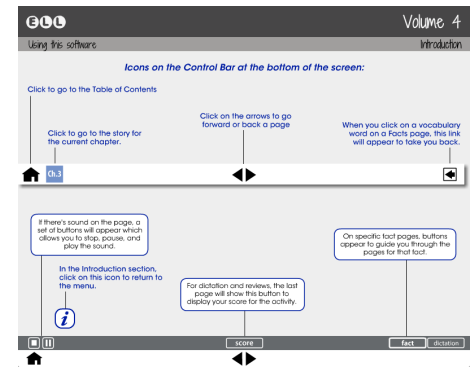 ELL
Volume 4
Using this software
Introduction
Icons on the Control Bar at the bottom of the screen:
Click to go to the Table of Contents
Click to go to the story for
the current chapter.
Click on the arrows to go
forward or back a page
When you click on a vocabulary
word on a Facts page, this link
will appear to take you back.
Ch.3
If there's sound on the page, a
set of buttons will appear which
allows you to stop, pause, and
play the sound.
In the Introduction section,
click on this icon to return to
the menu.
i
For dictation and reviews, the last
page will show this button to
display your score for the activity.
On specific fact pages, buttons
appear to guide you through the
pages for that fact.
score
fact
dictation